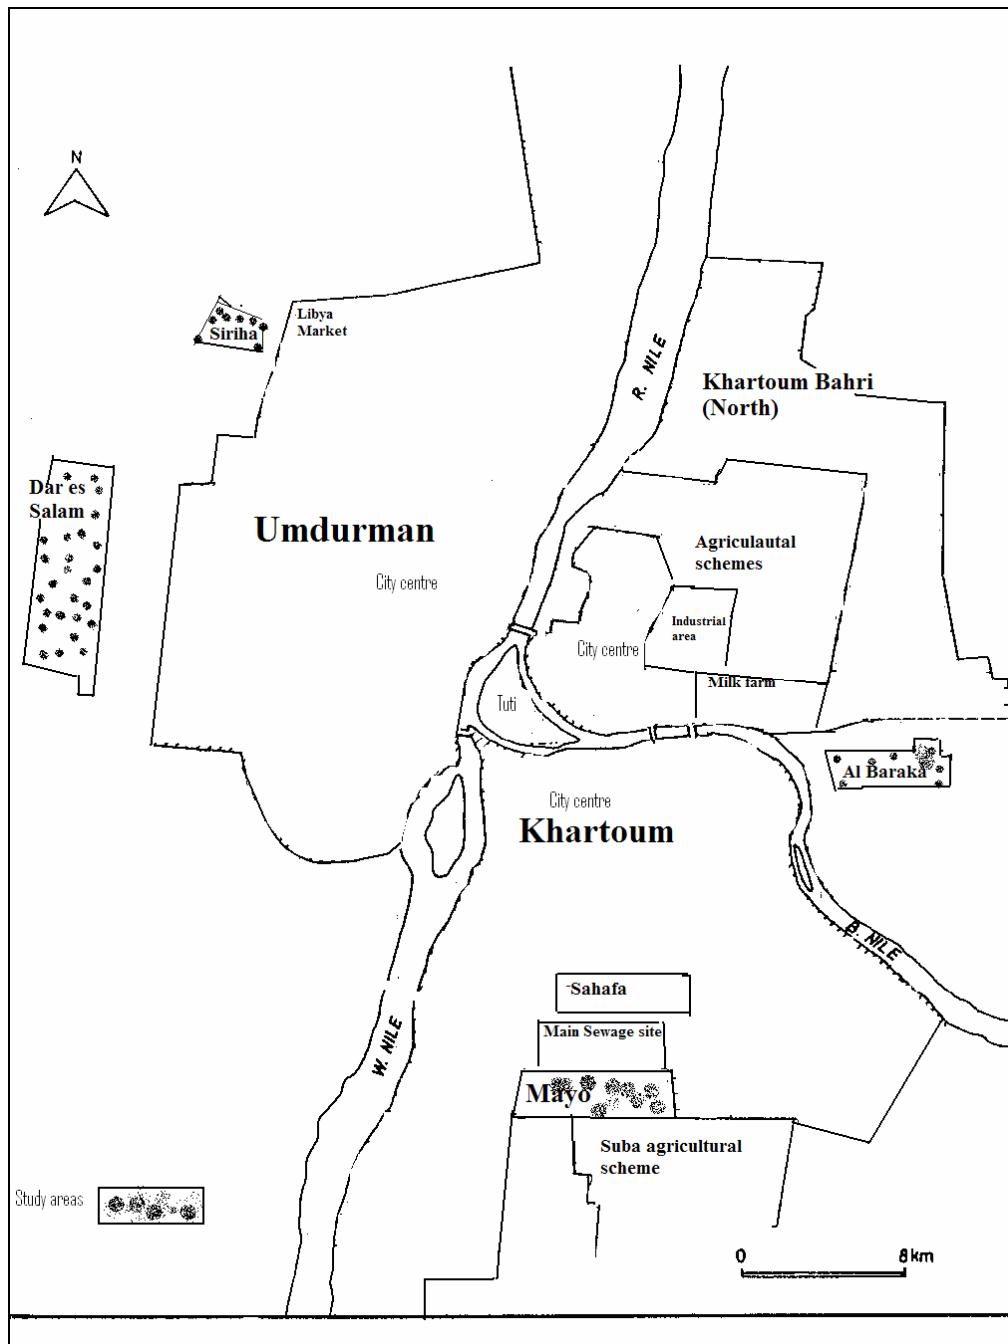 N
Libya
Market
Siriha
R. NILE
Khartoum Bahri
(North)
Dar es
Salam
Umdurman
City centre
Agriculautal
schemes
Industrial
area
City centre
Milk farm
Tuti
Al Baraka
City centre
Khartoum
B. NILE
Sahafa
Main Sewage site
W. NILE
Mayo
Suba agricultural
scheme
Study areas
0 8km